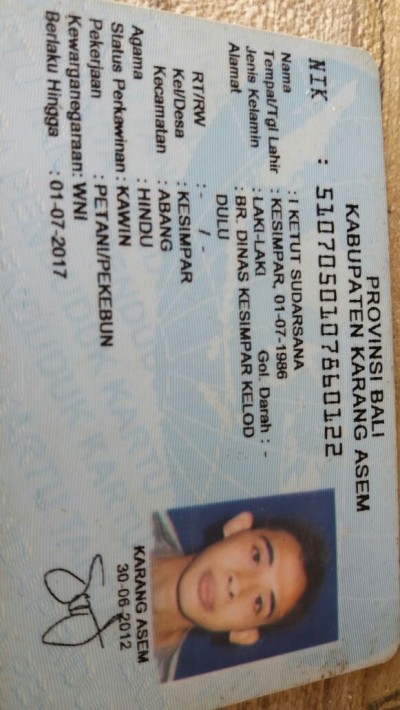 PROVINSI BALI
KABUPATEN KARANG ASEM
NIK : 5107050107860122
Nama : I KETUT SUDARSANA
Tempat/Tgl Lahir : KESIMPAR, 01-07-1986
Jenis Kelamin : LAKI-LAKI Gol. Darah : -
Alamat : BR. DINAS KESIMPAR KELOD
DULU
RT/RW : - / -
Kel/Desa : KESIMPAR
Kecamatan : ABANG
Agama : HINDU
Status Perkawinan : KAWIN
Pekerjaan : PETANI/PEKEBUN
Kewarganegaraan: WNI
Berlaku Hingga : 01-07-2017
KARANG ASEM
30-06-2012